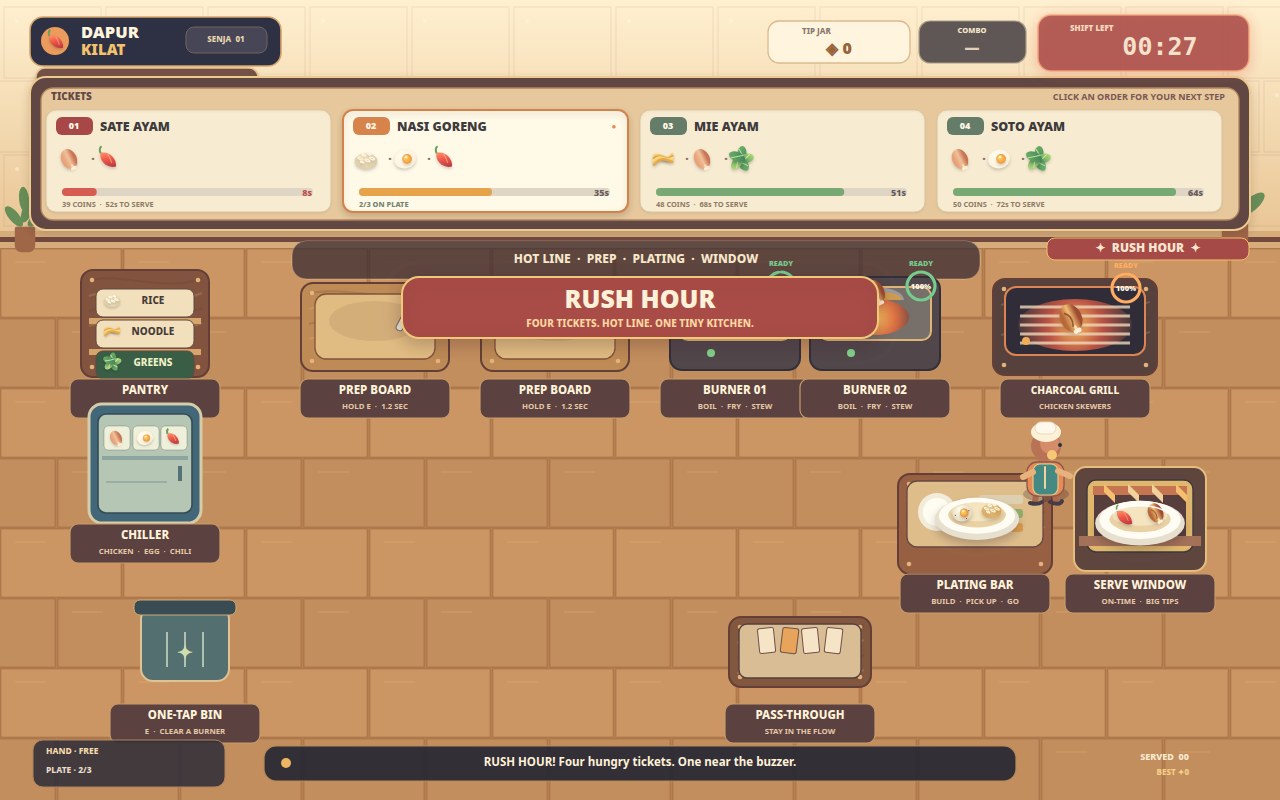 DAPUR
KILAT
SENJA 01
TIP JAR
◈ 0
COMBO
—
SHIFT LEFT
00:27
TICKETS
CLICK AN ORDER FOR YOUR NEXT STEP
01 SATE AYAM
8s
39 COINS · 52s TO SERVE
02 NASI GORENG
35s
2/3 ON PLATE
03 MIE AYAM
51s
48 COINS · 68s TO SERVE
04 SOTO AYAM
64s
50 COINS · 72s TO SERVE
HOT LINE · PREP · PLATING · WINDOW
✦ RUSH HOUR ✦
READY
READY
100%
READY
100%
RUSH HOUR
FOUR TICKETS. HOT LINE. ONE TINY KITCHEN.
RICE
NOODLE
GREENS
PANTRY
PREP BOARD
HOLD E · 1.2 SEC
PREP BOARD
HOLD E · 1.2 SEC
BURNER 01
BOIL · FRY · STEW
BURNER 02
BOIL · FRY · STEW
CHARCOAL GRILL
CHICKEN SKEWERS
CHILLER
CHICKEN · EGG · CHILI
PLATING BAR
BUILD · PICK UP · GO
SERVE WINDOW
ON-TIME · BIG TIPS
ONE-TAP BIN
E · CLEAR A BURNER
PASS-THROUGH
STAY IN THE FLOW
HAND · FREE
PLATE · 2/3
RUSH HOUR! Four hungry tickets. One near the buzzer.
SERVED 00
BEST ✦0